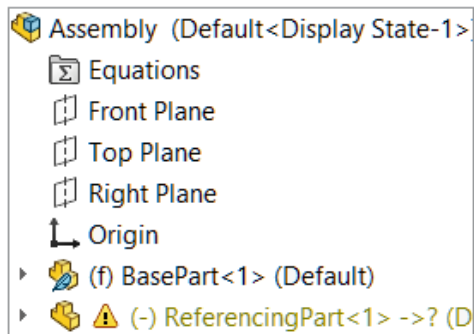 Assembly (Default<Display State-1>
Equations
Front Plane
Top Plane
Right Plane
Origin
(f) BasePart<1> (Default)
(-) ReferencingPart<1> ->? (D